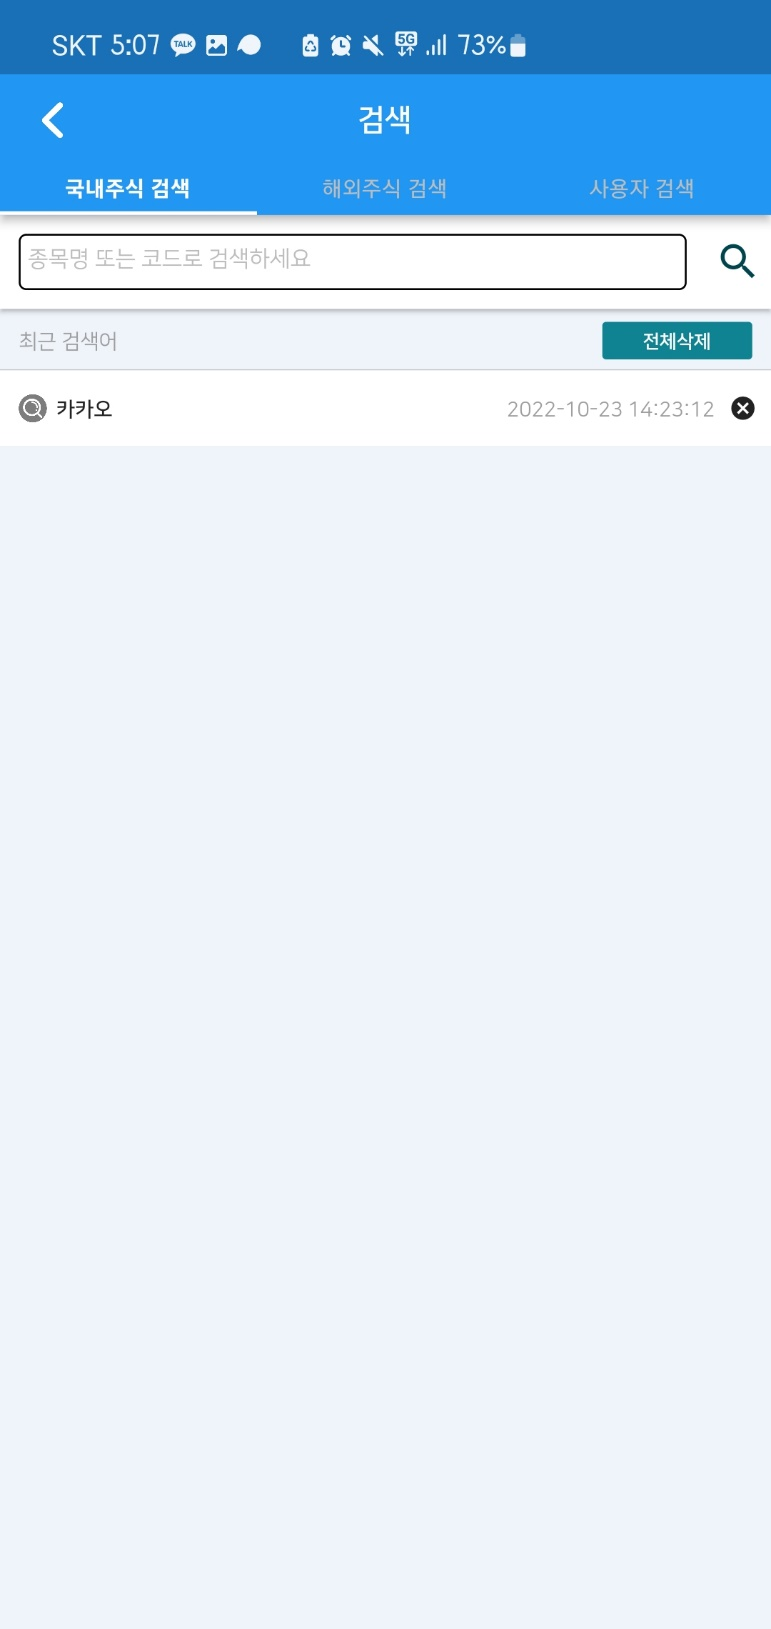 SKT 5:07 TALK 5G 73%
검색
국내주식 검색 해외주식 검색 사용자 검색
종목명 또는 코드로 검색하세요
최근 검색어 전체삭제
카카오 2022-10-23 14:23:12